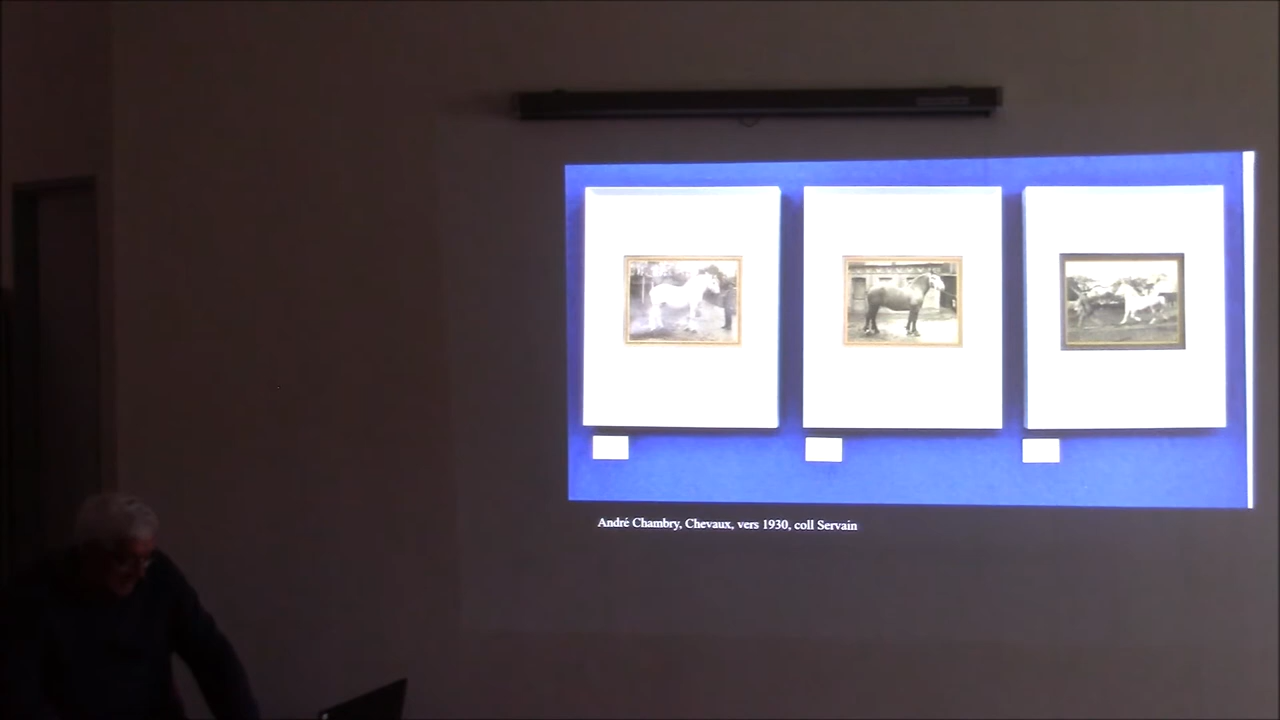 André Chambry, Chevaux, vers 1930, coll Servain